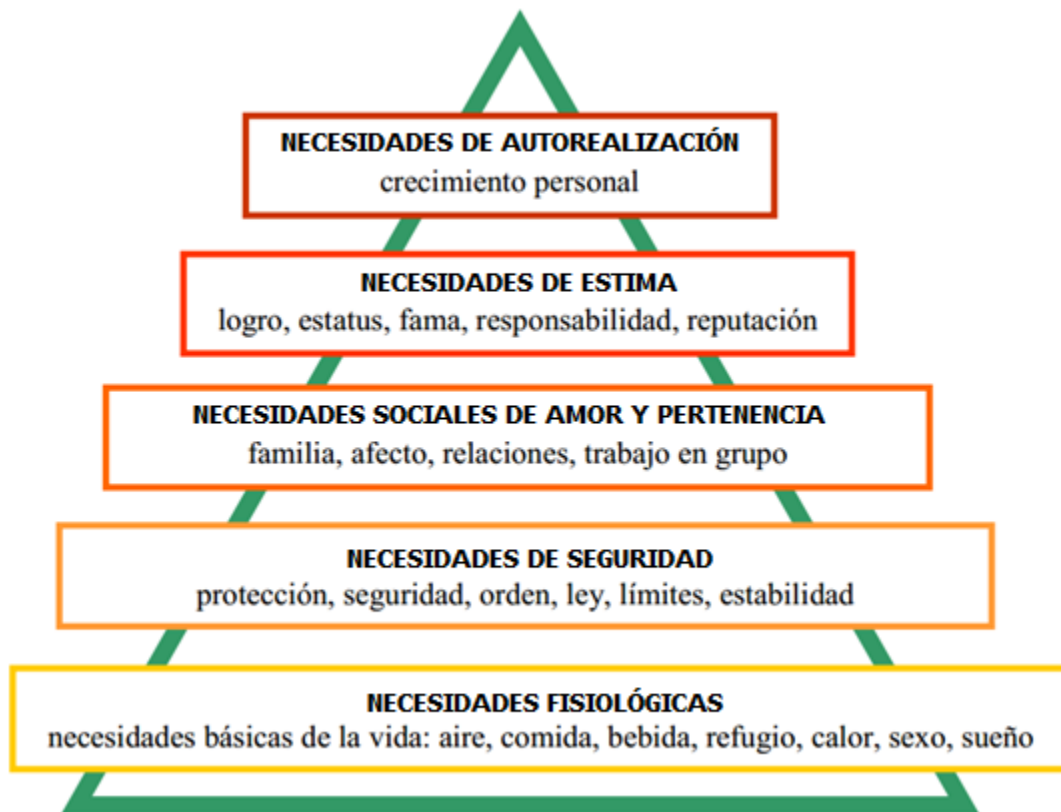 NECESIDADES DE AUTOREALIZACIÓN
crecimiento personal
NECESIDADES DE ESTIMA
logro, estatus, fama, responsabilidad, reputación
NECESIDADES SOCIALES DE AMOR Y PERTENENCIA
familia, afecto, relaciones, trabajo en grupo
NECESIDADES DE SEGURIDAD
protección, seguridad, orden, ley, límites, estabilidad
NECESIDADES FISIOLÓGICAS
necesidades básicas de la vida: aire, comida, bebida, refugio, calor, sexo, sueño